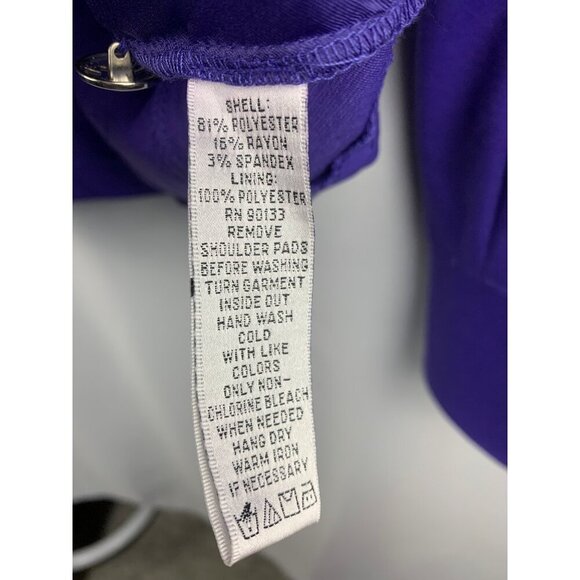 SHELL:
81% POLYESTER
16% RAYON
3% SPANDEX
LINING:
100% POLYESTER
RN 90133
REMOVE
SHOULDER PADS
BEFORE WASHING
TURN GARMENT
INSIDE OUT
HAND WASH
COLD
WITH LIKE
COLORS
ONLY NON-
CHLORINE BLEACH
WHEN NEEDED
HANG DRY
WARM IRON
IF NECESSARY